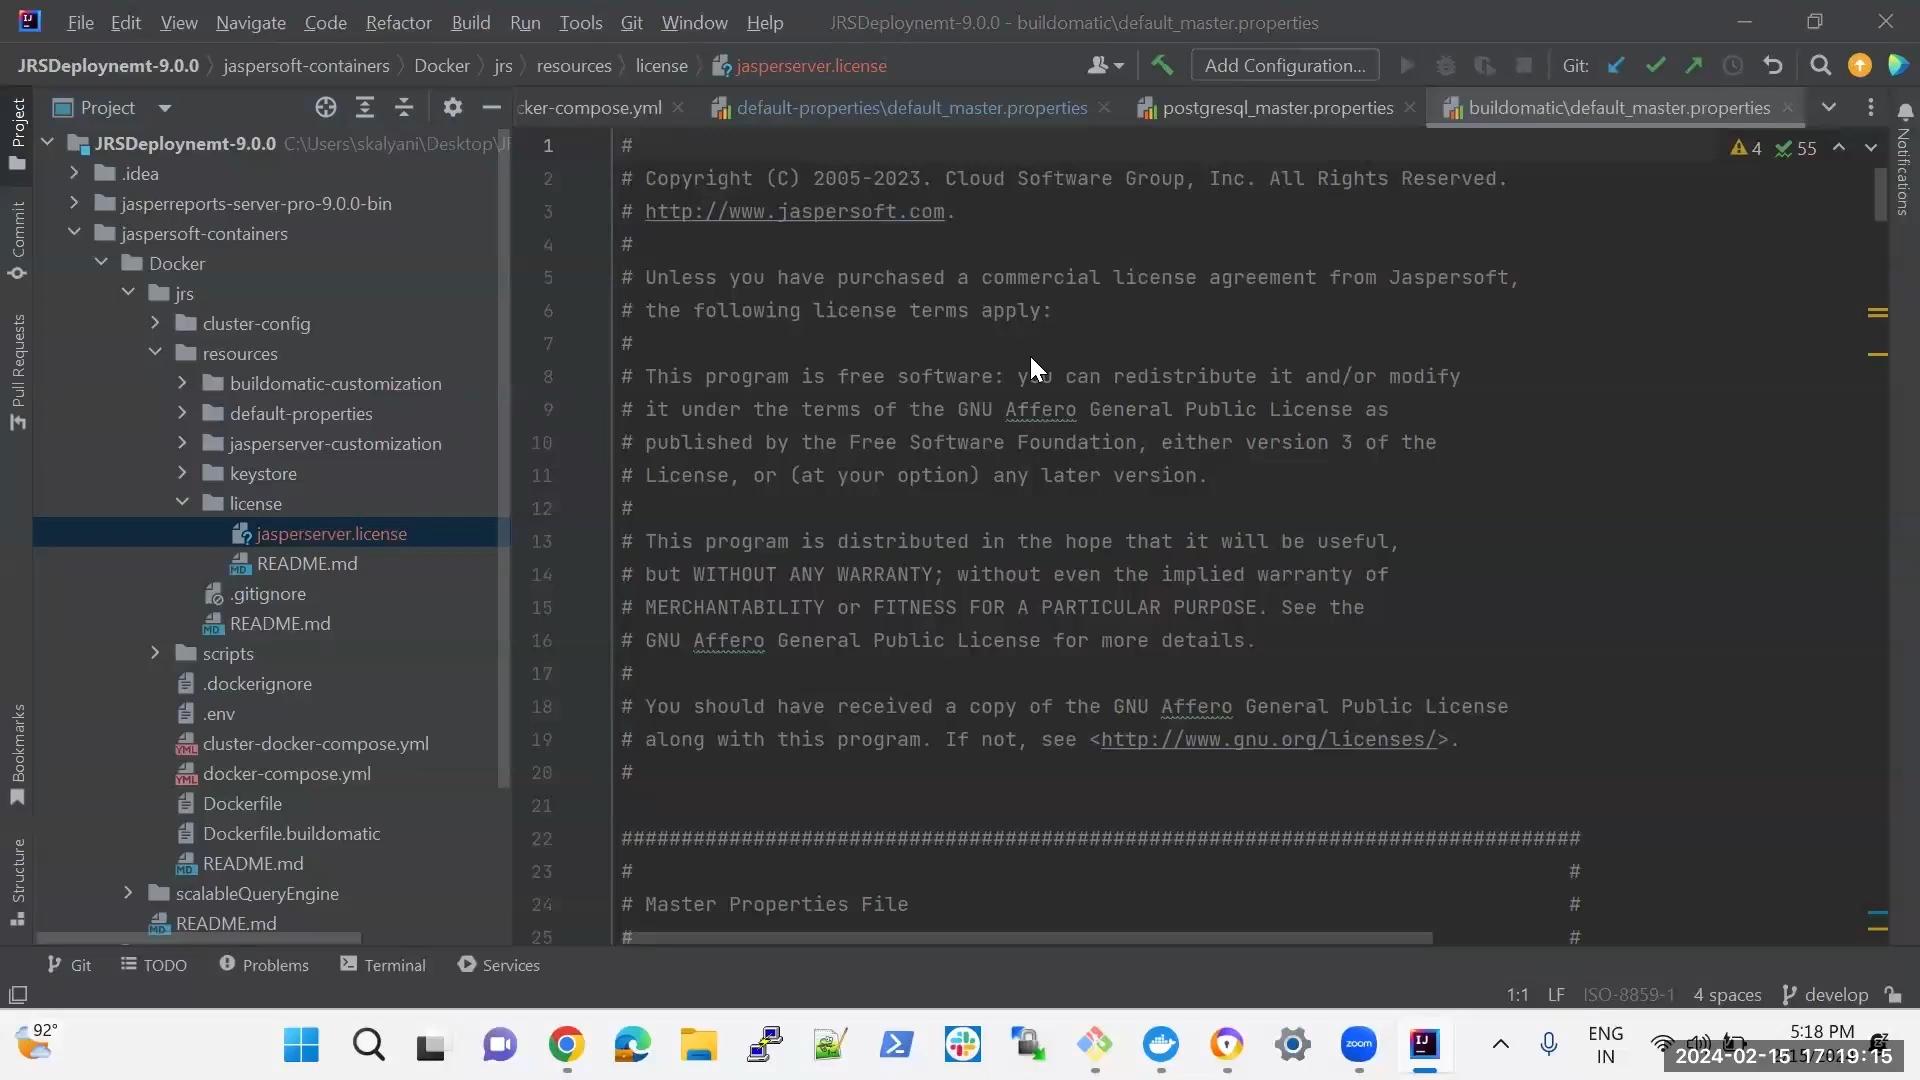 File Edit View Navigate Code Refactor Build Run Tools Git Window Help JRSDeploynemt-9.0.0 - buildomatic\default_master.properties
JRSDeploynemt-9.0.0 jaspersoft-containers Docker jrs resources license jasperserver.license Add Configuration... Git:
Project
cker-compose.yml default-properties\default_master.properties postgresql_master.properties buildomatic\default_master.properties
Project
Commit
Pull Requests
Bookmarks
Structure
Notifications
JRSDeploynemt-9.0.0 C:\Users\skalyani\Desktop\J
.idea
jasperreports-server-pro-9.0.0-bin
jaspersoft-containers
Docker
jrs
cluster-config
resources
buildomatic-customization
default-properties
jasperserver-customization
keystore
license
jasperserver.license
README.md
.gitignore
README.md
scripts
.dockerignore
.env
cluster-docker-compose.yml
docker-compose.yml
Dockerfile
Dockerfile.buildomatic
README.md
scalableQueryEngine
README.md
4 55
1 #
2 # Copyright (C) 2005-2023. Cloud Software Group, Inc. All Rights Reserved.
3 # http://www.jaspersoft.com.
4 #
5 # Unless you have purchased a commercial license agreement from Jaspersoft,
6 # the following license terms apply:
7 #
8 # This program is free software: you can redistribute it and/or modify
9 # it under the terms of the GNU Affero General Public License as
10 # published by the Free Software Foundation, either version 3 of the
11 # License, or (at your option) any later version.
12 #
13 # This program is distributed in the hope that it will be useful,
14 # but WITHOUT ANY WARRANTY; without even the implied warranty of
15 # MERCHANTABILITY or FITNESS FOR A PARTICULAR PURPOSE. See the
16 # GNU Affero General Public License for more details.
17 #
18 # You should have received a copy of the GNU Affero General Public License
19 # along with this program. If not, see <http://www.gnu.org/licenses/>.
20 #
21
22 ################################################################################
23 # #
24 # Master Properties File #
25 # #
Git TODO Problems Terminal Services
1:1 LF ISO-8859-1 4 spaces develop
92°
zoom
ENG
IN
5:18 PM
2024-02-15 17:19:15